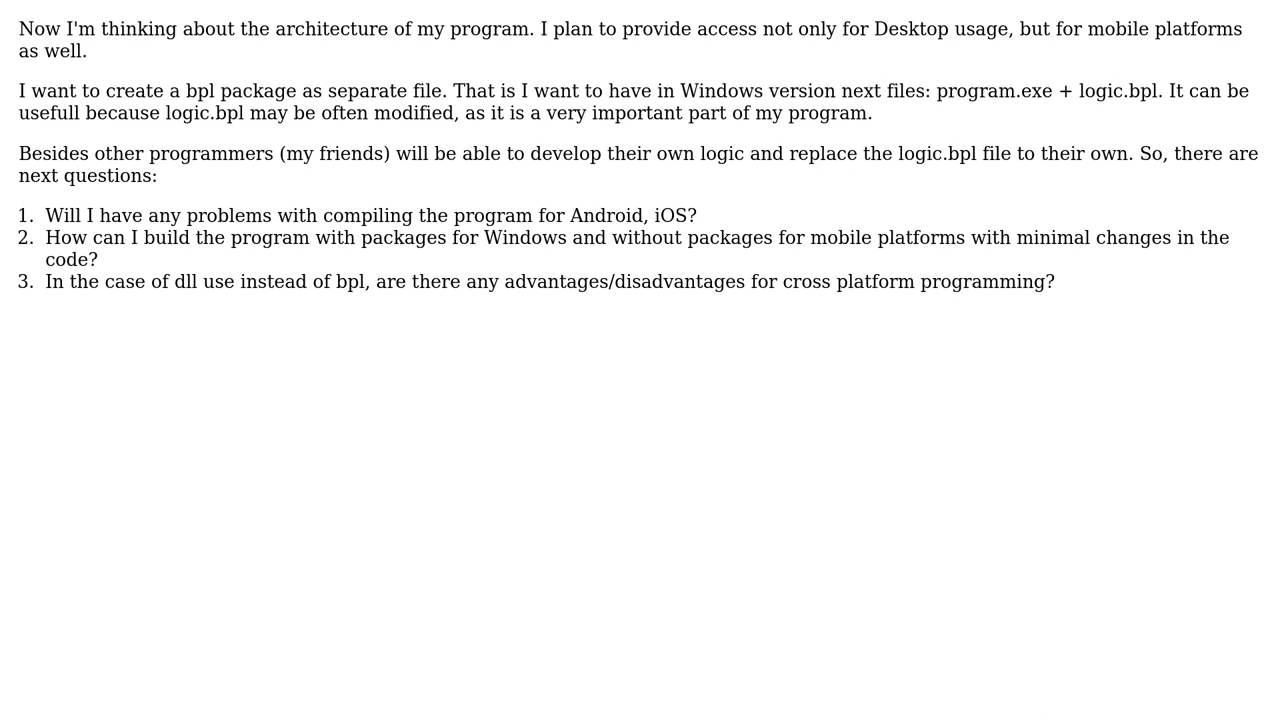 Now I'm thinking about the architecture of my program. I plan to provide access not only for Desktop usage, but for mobile platforms
as well.
I want to create a bpl package as separate file. That is I want to have in Windows version next files: program.exe + logic.bpl. It can be
usefull because logic.bpl may be often modified, as it is a very important part of my program.
Besides other programmers (my friends) will be able to develop their own logic and replace the logic.bpl file to their own. So, there are
next questions:
1. Will I have any problems with compiling the program for Android, iOS?
2. How can I build the program with packages for Windows and without packages for mobile platforms with minimal changes in the
code?
3. In the case of dll use instead of bpl, are there any advantages/disadvantages for cross platform programming?